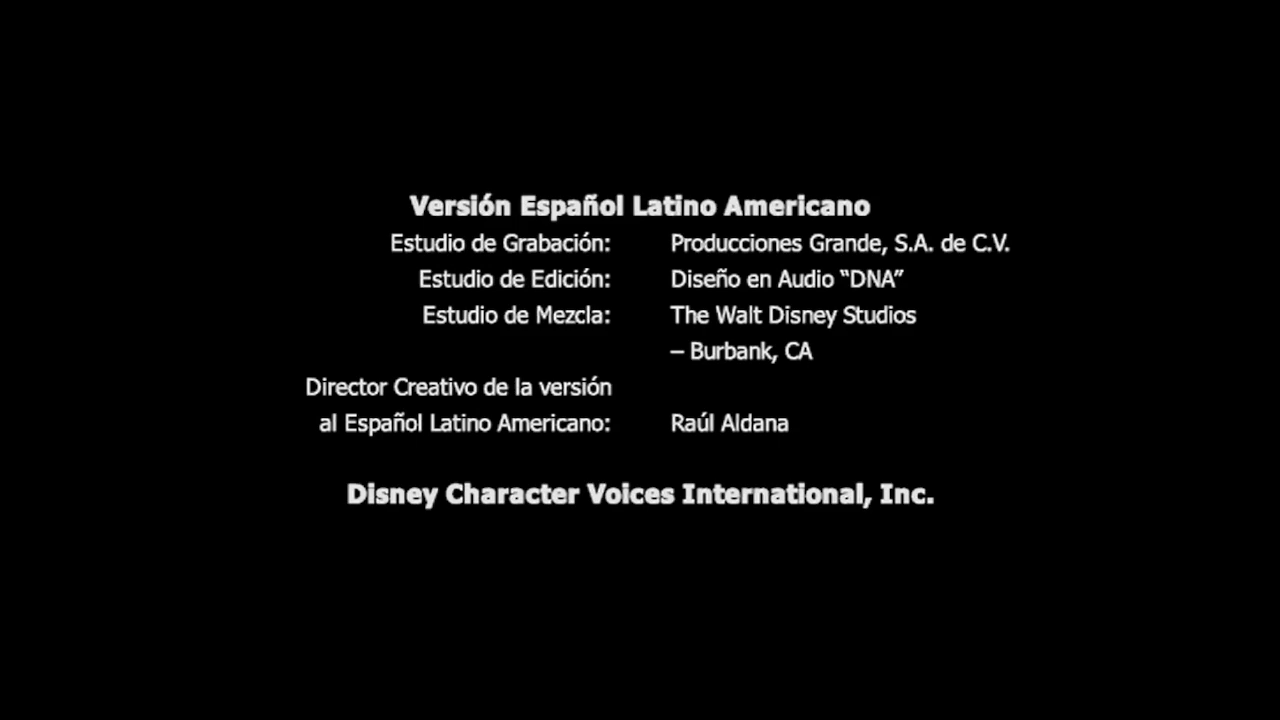 Versión Español Latino Americano
Estudio de Grabación: Producciones Grande, S.A. de C.V.
Estudio de Edición: Diseño en Audio “DNA”
Estudio de Mezcla: The Walt Disney Studios
– Burbank, CA
Director Creativo de la versión
al Español Latino Americano: Raúl Aldana
Disney Character Voices International, Inc.